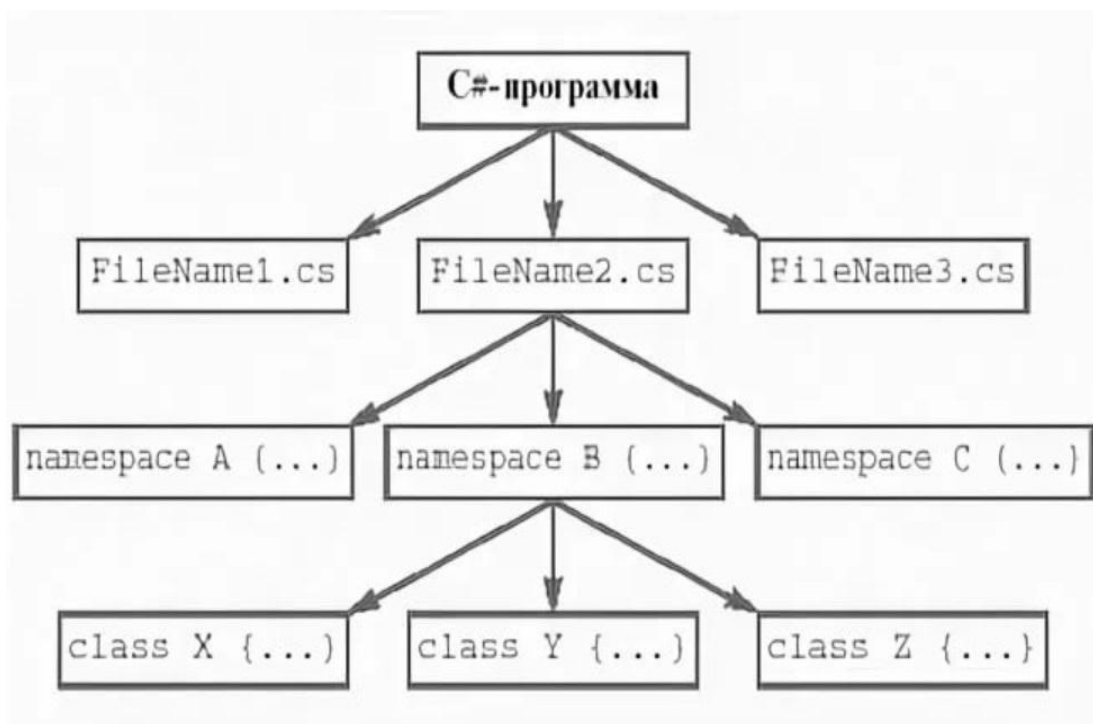 C#-программа
FileName1.cs
FileName2.cs
FileName3.cs
namespace A {...}
namespace B {...}
namespace C {...}
class X {...}
class Y {...}
class Z {...}